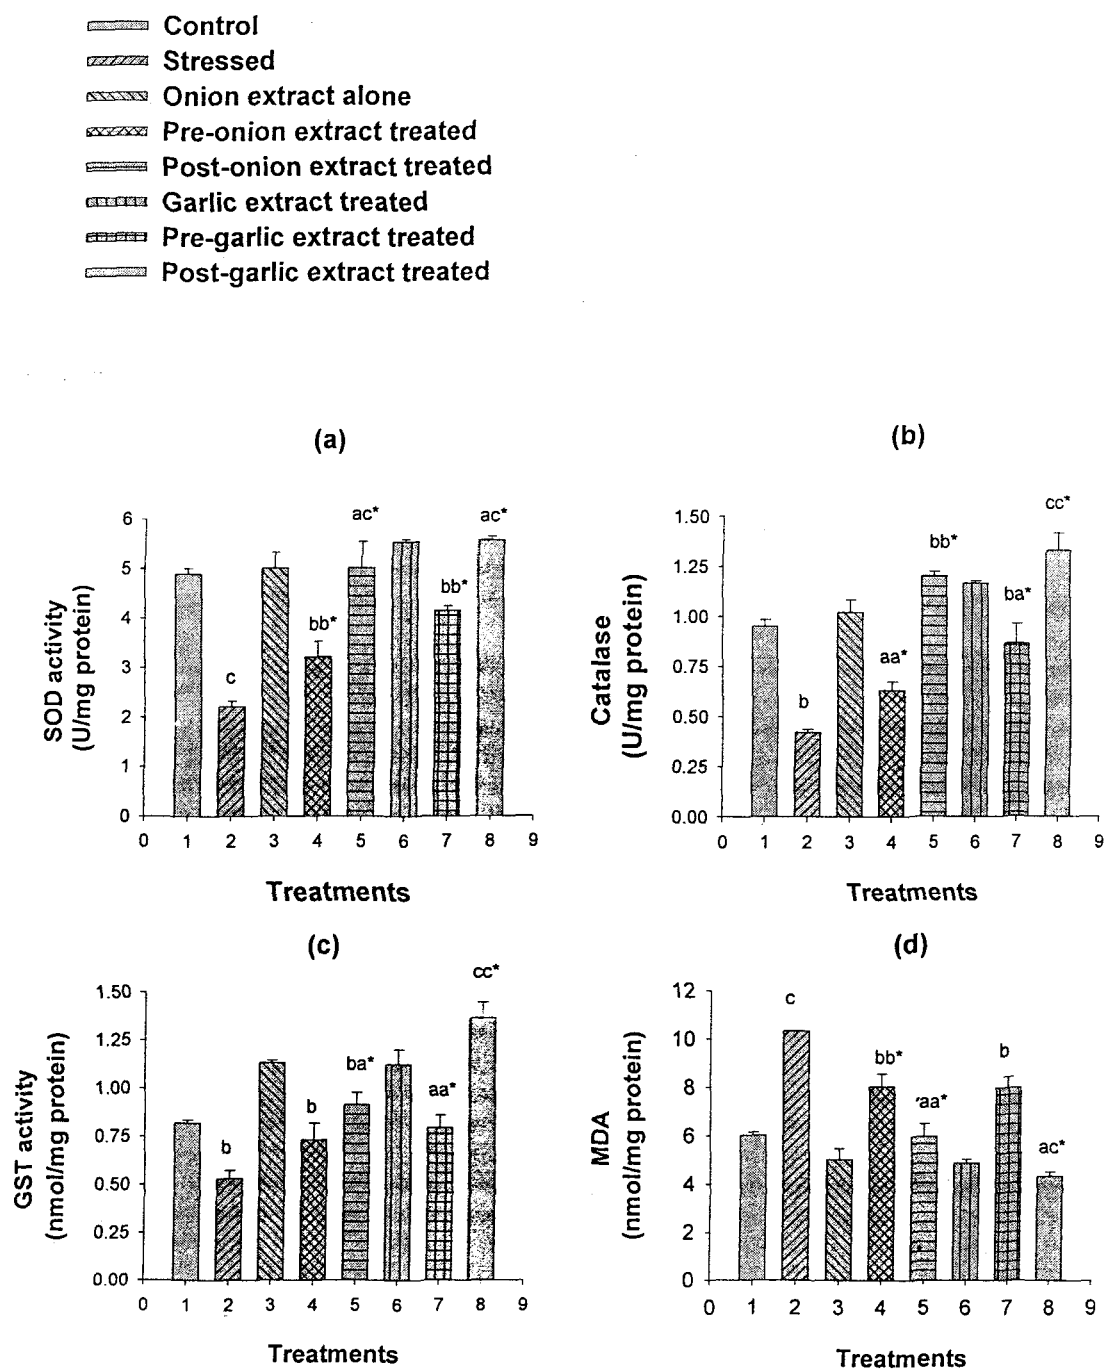 Control
Stressed
Onion extract alone
Pre-onion extract treated
Post-onion extract treated
Garlic extract treated
Pre-garlic extract treated
Post-garlic extract treated
(a)
SOD activity
(U/mg protein)
6
5
4
3
2
1
0
c
bb*
ac*
bb*
ac*
0 1 2 3 4 5 6 7 8 9
Treatments
(b)
Catalase
(U/mg protein)
1.50
1.25
1.00
0.75
0.50
0.25
0.00
b
aa*
bb*
ba*
cc*
0 1 2 3 4 5 6 7 8 9
Treatments
(c)
GST activity
(nmol/mg protein)
1.50
1.25
1.00
0.75
0.50
0.25
0.00
b
b
ba*
aa*
cc*
0 1 2 3 4 5 6 7 8 9
Treatments
(d)
MDA
(nmol/mg protein)
12
10
8
6
4
2
0
c
bb*
aa*
b
ac*
0 1 2 3 4 5 6 7 8 9
Treatments